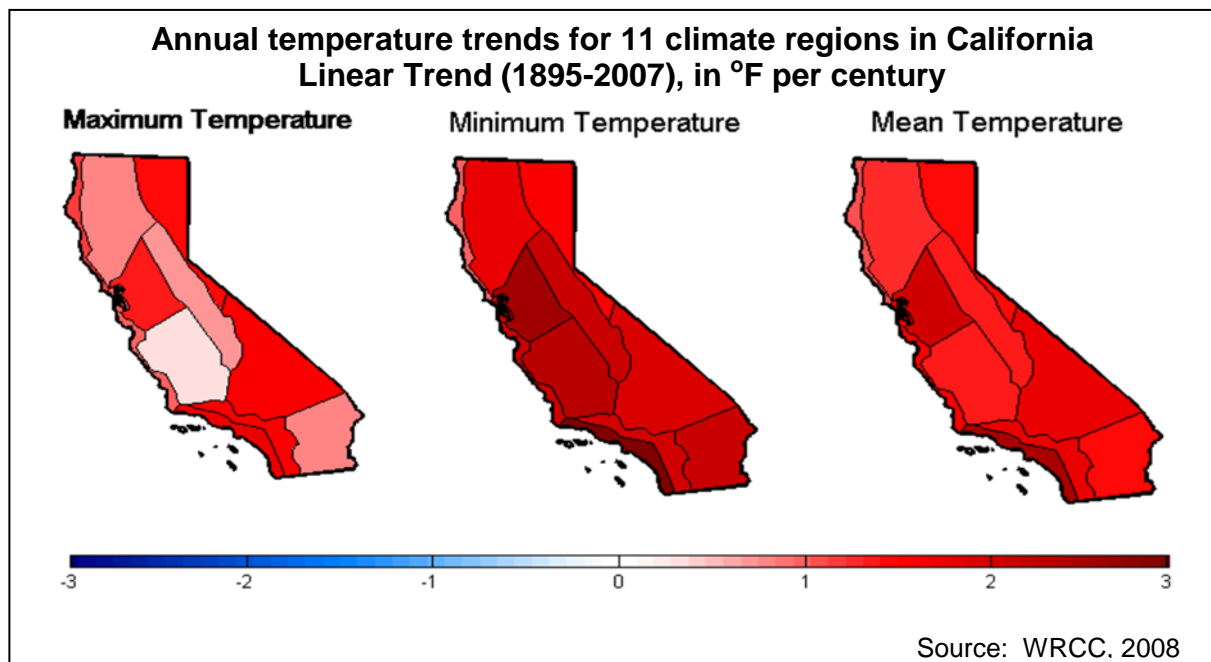 Annual temperature trends for 11 climate regions in California
Linear Trend (1895-2007), in °F per century
Maximum Temperature
Minimum Temperature
Mean Temperature
-3 -2 -1 0 1 2 3
Source: WRCC, 2008